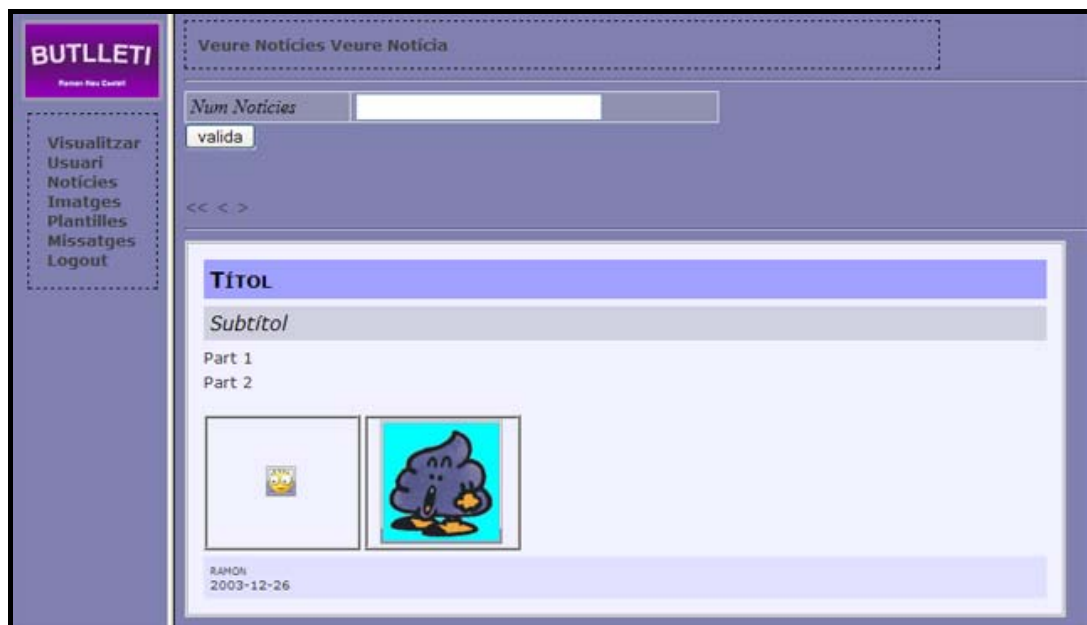 BUTLLETI
Visualitzar
Usuari
Notícies
Imatges
Plantilles
Missatges
Logout
Veure Notícies Veure Notícia
Num Notícies
valida
<< < >
TÍTOL
Subtítol
Part 1
Part 2
RAMON
2003-12-26